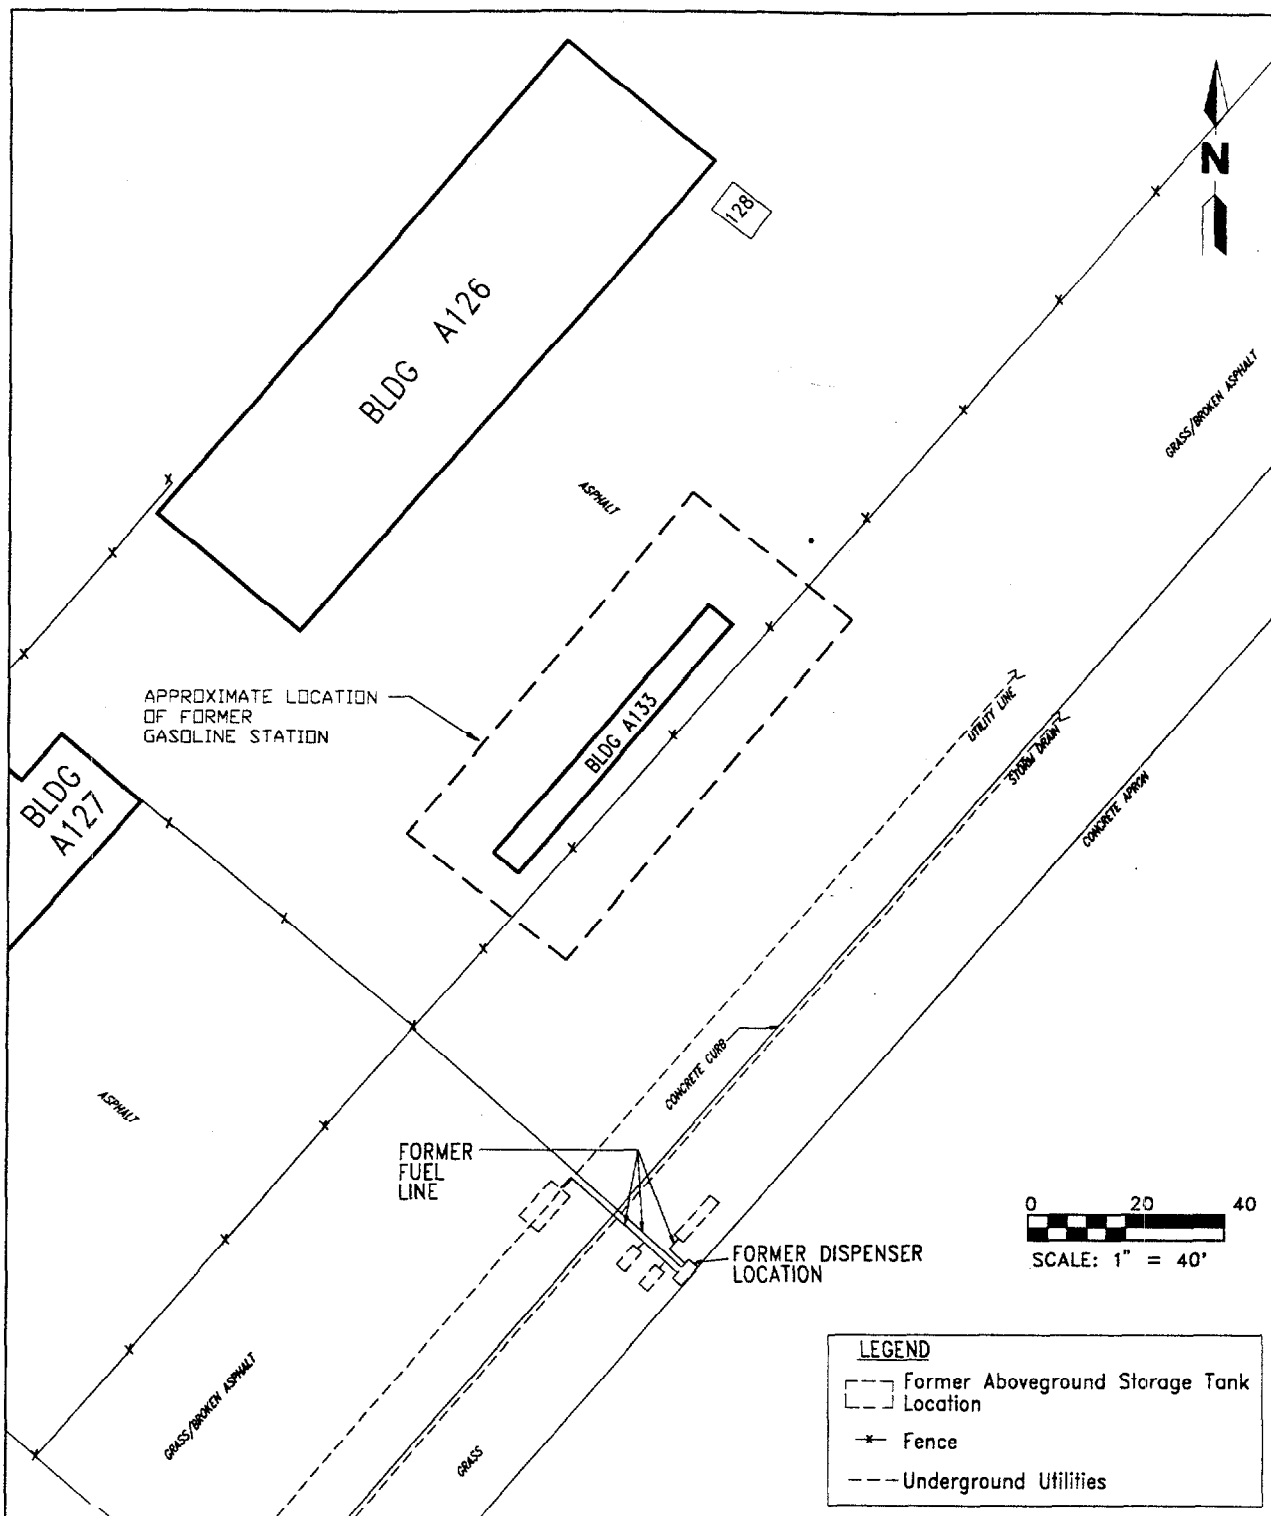 N
128
BLDG A126
GRASS/BROKEN ASPHALT
ASPHALT
APPROXIMATE LOCATION
OF FORMER
GASOLINE STATION
BLDG A133
UTILITY LINE
STORM DRAIN
BLDG
A127
CONCRETE APRON
CONCRETE CURB
ASPHALT
FORMER
FUEL
LINE
0 20 40
SCALE: 1" = 40'
FORMER DISPENSER
LOCATION
GRASS/BROKEN ASPHALT
GRASS
LEGEND
Former Aboveground Storage Tank
Location
Fence
Underground Utilities